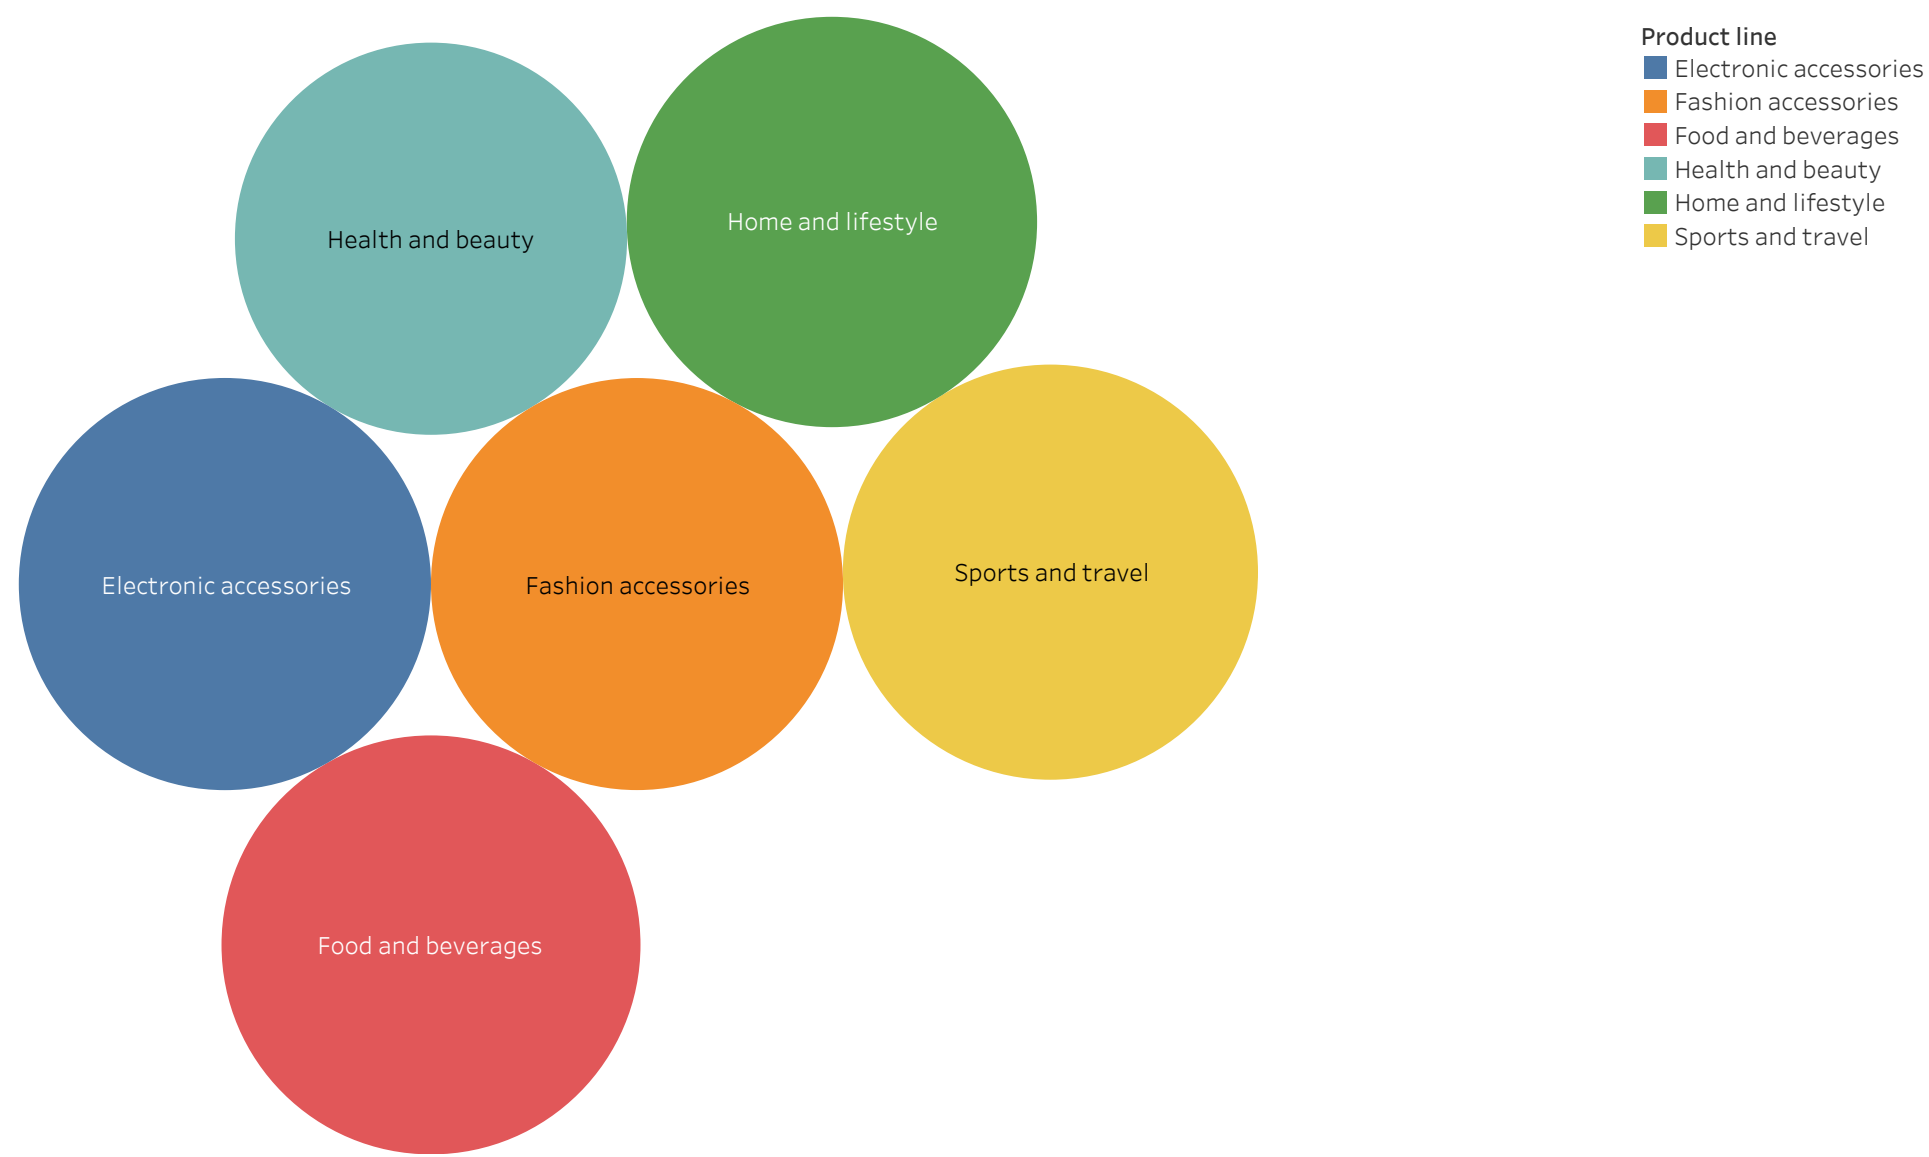 Product line
Electronic accessories
Fashion accessories
Food and beverages
Health and beauty
Home and lifestyle
Sports and travel
Health and beauty
Home and lifestyle
Electronic accessories
Fashion accessories
Sports and travel
Food and beverages